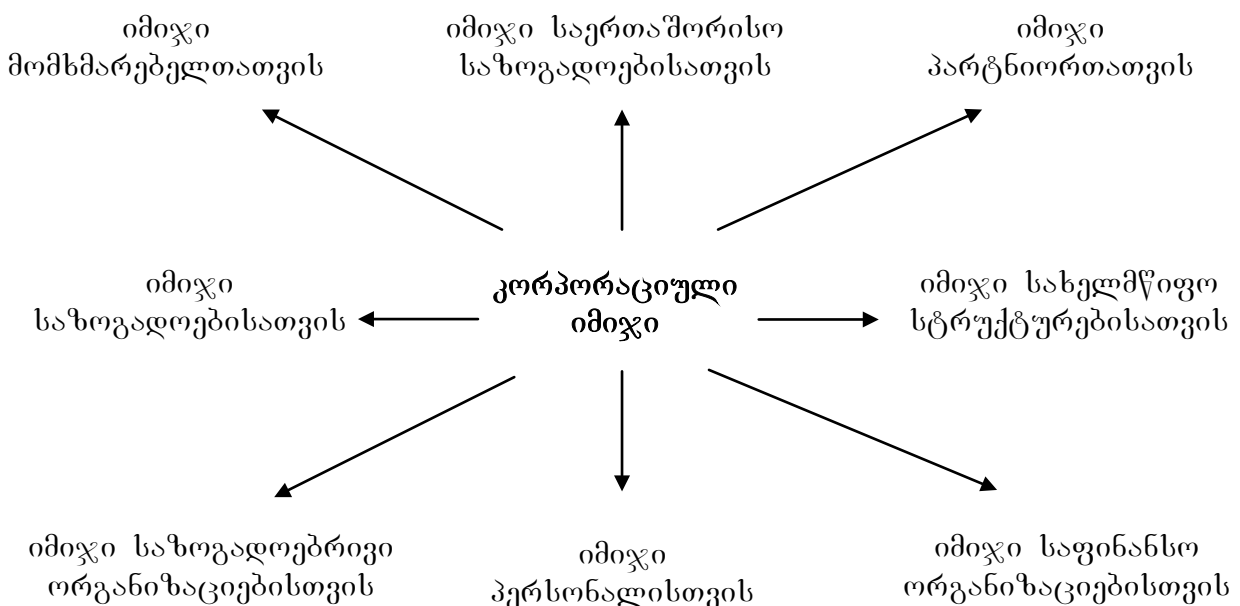 იმიჯი
მომხმარებელთათვის
იმიჯი საერთაშორისო
საზოგადოებისათვის
იმიჯი
პარტნიორთათვის
იმიჯი
საზოგადოებისათვის
კორპორაციული
იმიჯი
იმიჯი სახელმწიფო
სტრუქტურებისათვის
იმიჯი საზოგადოებრივი
ორგანიზაციებისთვის
იმიჯი
პერსონალისთვის
იმიჯი საფინანსო
ორგანიზაციებისთვის